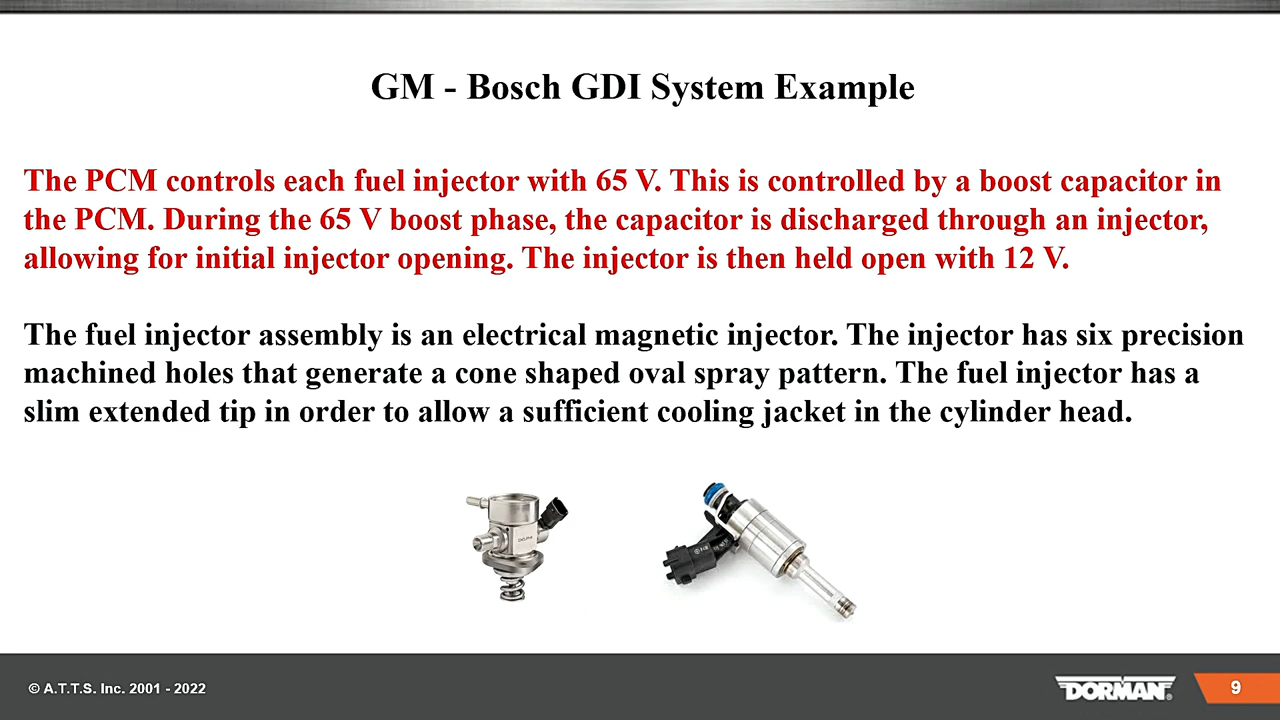 GM - Bosch GDI System Example
The PCM controls each fuel injector with 65 V. This is controlled by a boost capacitor in
the PCM. During the 65 V boost phase, the capacitor is discharged through an injector,
allowing for initial injector opening. The injector is then held open with 12 V.
The fuel injector assembly is an electrical magnetic injector. The injector has six precision
machined holes that generate a cone shaped oval spray pattern. The fuel injector has a
slim extended tip in order to allow a sufficient cooling jacket in the cylinder head.
DELPHI
© A.T.T.S. Inc. 2001 - 2022
DORMAN®
9